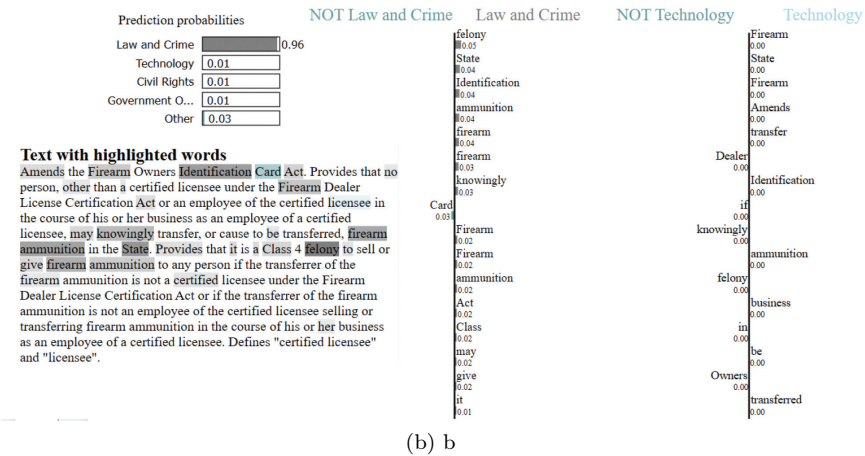 Prediction probabilities
Law and Crime 0.96
Technology 0.01
Civil Rights 0.01
Government O... 0.01
Other 0.03
Text with highlighted words
Amends the Firearm Owners Identification Card Act. Provides that no
person, other than a certified licensee under the Firearm Dealer
License Certification Act or an employee of the certified licensee in
the course of his or her business as an employee of a certified
licensee, may knowingly transfer, or cause to be transferred, firearm
ammunition in the State. Provides that it is a Class 4 felony to sell or
give firearm ammunition to any person if the transferrer of the
firearm ammunition is not a certified licensee under the Firearm
Dealer License Certification Act or if the transferrer of the firearm
ammunition is not an employee of the certified licensee selling or
transferring firearm ammunition in the course of his or her business
as an employee of a certified licensee. Defines "certified licensee"
and "licensee".
NOT Law and Crime Law and Crime
felony
0.05
State
0.04
Identification
0.04
ammunition
0.04
firearm
0.04
firearm
0.03
knowingly
0.03
Card
0.03
Firearm
0.02
Firearm
0.02
ammunition
0.02
Act
0.02
Class
0.02
may
0.02
give
0.02
it
0.01
NOT Technology Technology
Firearm
0.00
State
0.00
Firearm
0.00
Amends
0.00
transfer
0.00
Dealer
0.00
Identification
0.00
if
0.00
knowingly
0.00
ammunition
0.00
felony
0.00
business
0.00
in
0.00
be
0.00
Owners
0.00
transferred
0.00
(b) b